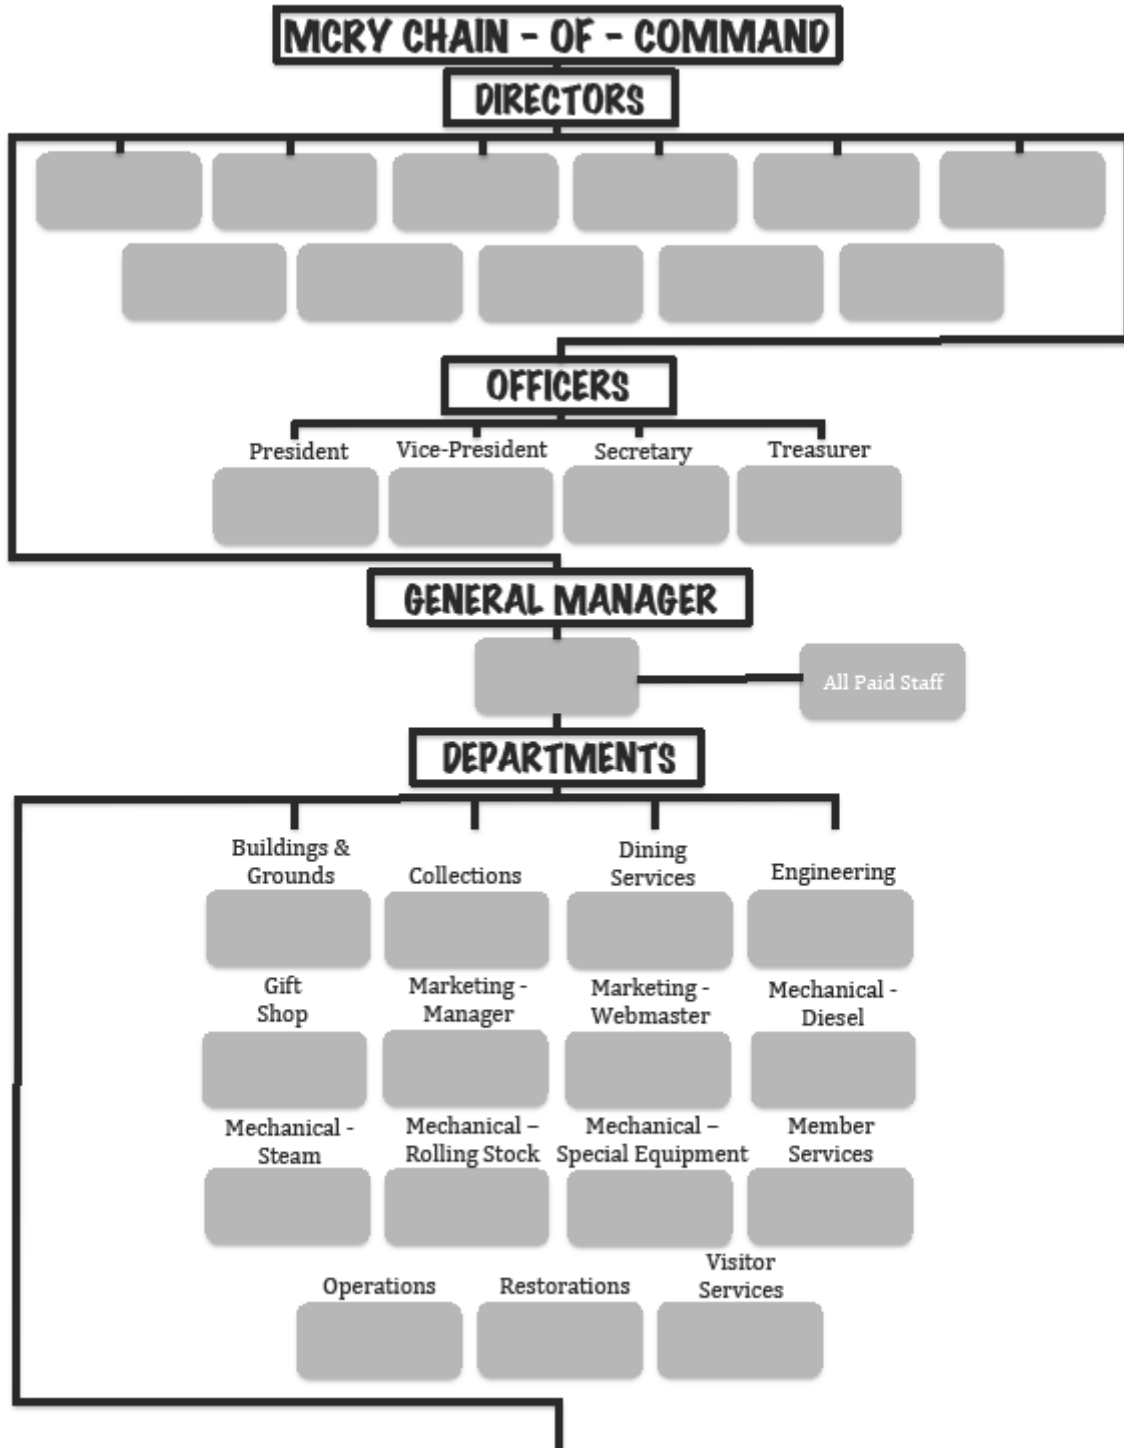 MCRY CHAIN - OF - COMMAND
DIRECTORS
OFFICERS
President
Vice-President
Secretary
Treasurer
GENERAL MANAGER
All Paid Staff
DEPARTMENTS
Buildings &
Grounds
Collections
Dining
Services
Engineering
Gift
Shop
Marketing -
Manager
Marketing -
Webmaster
Mechanical -
Diesel
Mechanical -
Steam
Mechanical –
Rolling Stock
Mechanical –
Special Equipment
Member
Services
Operations
Restorations
Visitor
Services